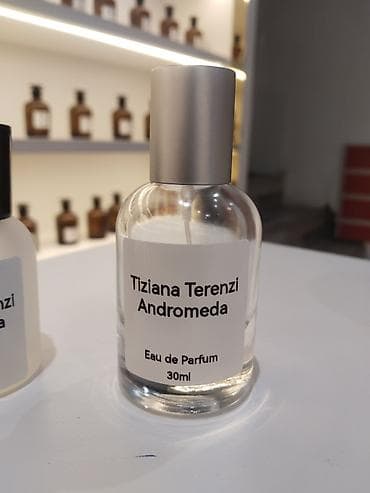 Tiziana Terenzi
Andromeda
Eau de Parfum
30ml